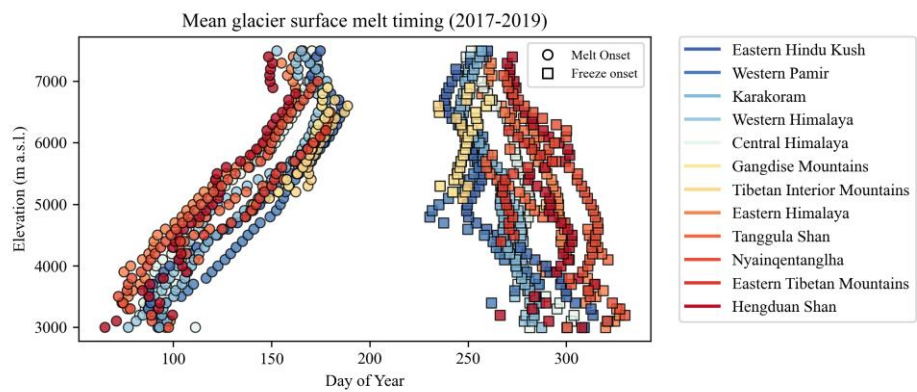 Mean glacier surface melt timing (2017-2019)
Melt Onset
Freeze onset
7000
6000
5000
4000
3000
Elevation (m a.s.l.)
100
150
200
250
300
Day of Year
Eastern Hindu Kush
Western Pamir
Karakoram
Western Himalaya
Central Himalaya
Gangdise Mountains
Tibetan Interior Mountains
Eastern Himalaya
Tanggula Shan
Nyainqentanglha
Eastern Tibetan Mountains
Hengduan Shan